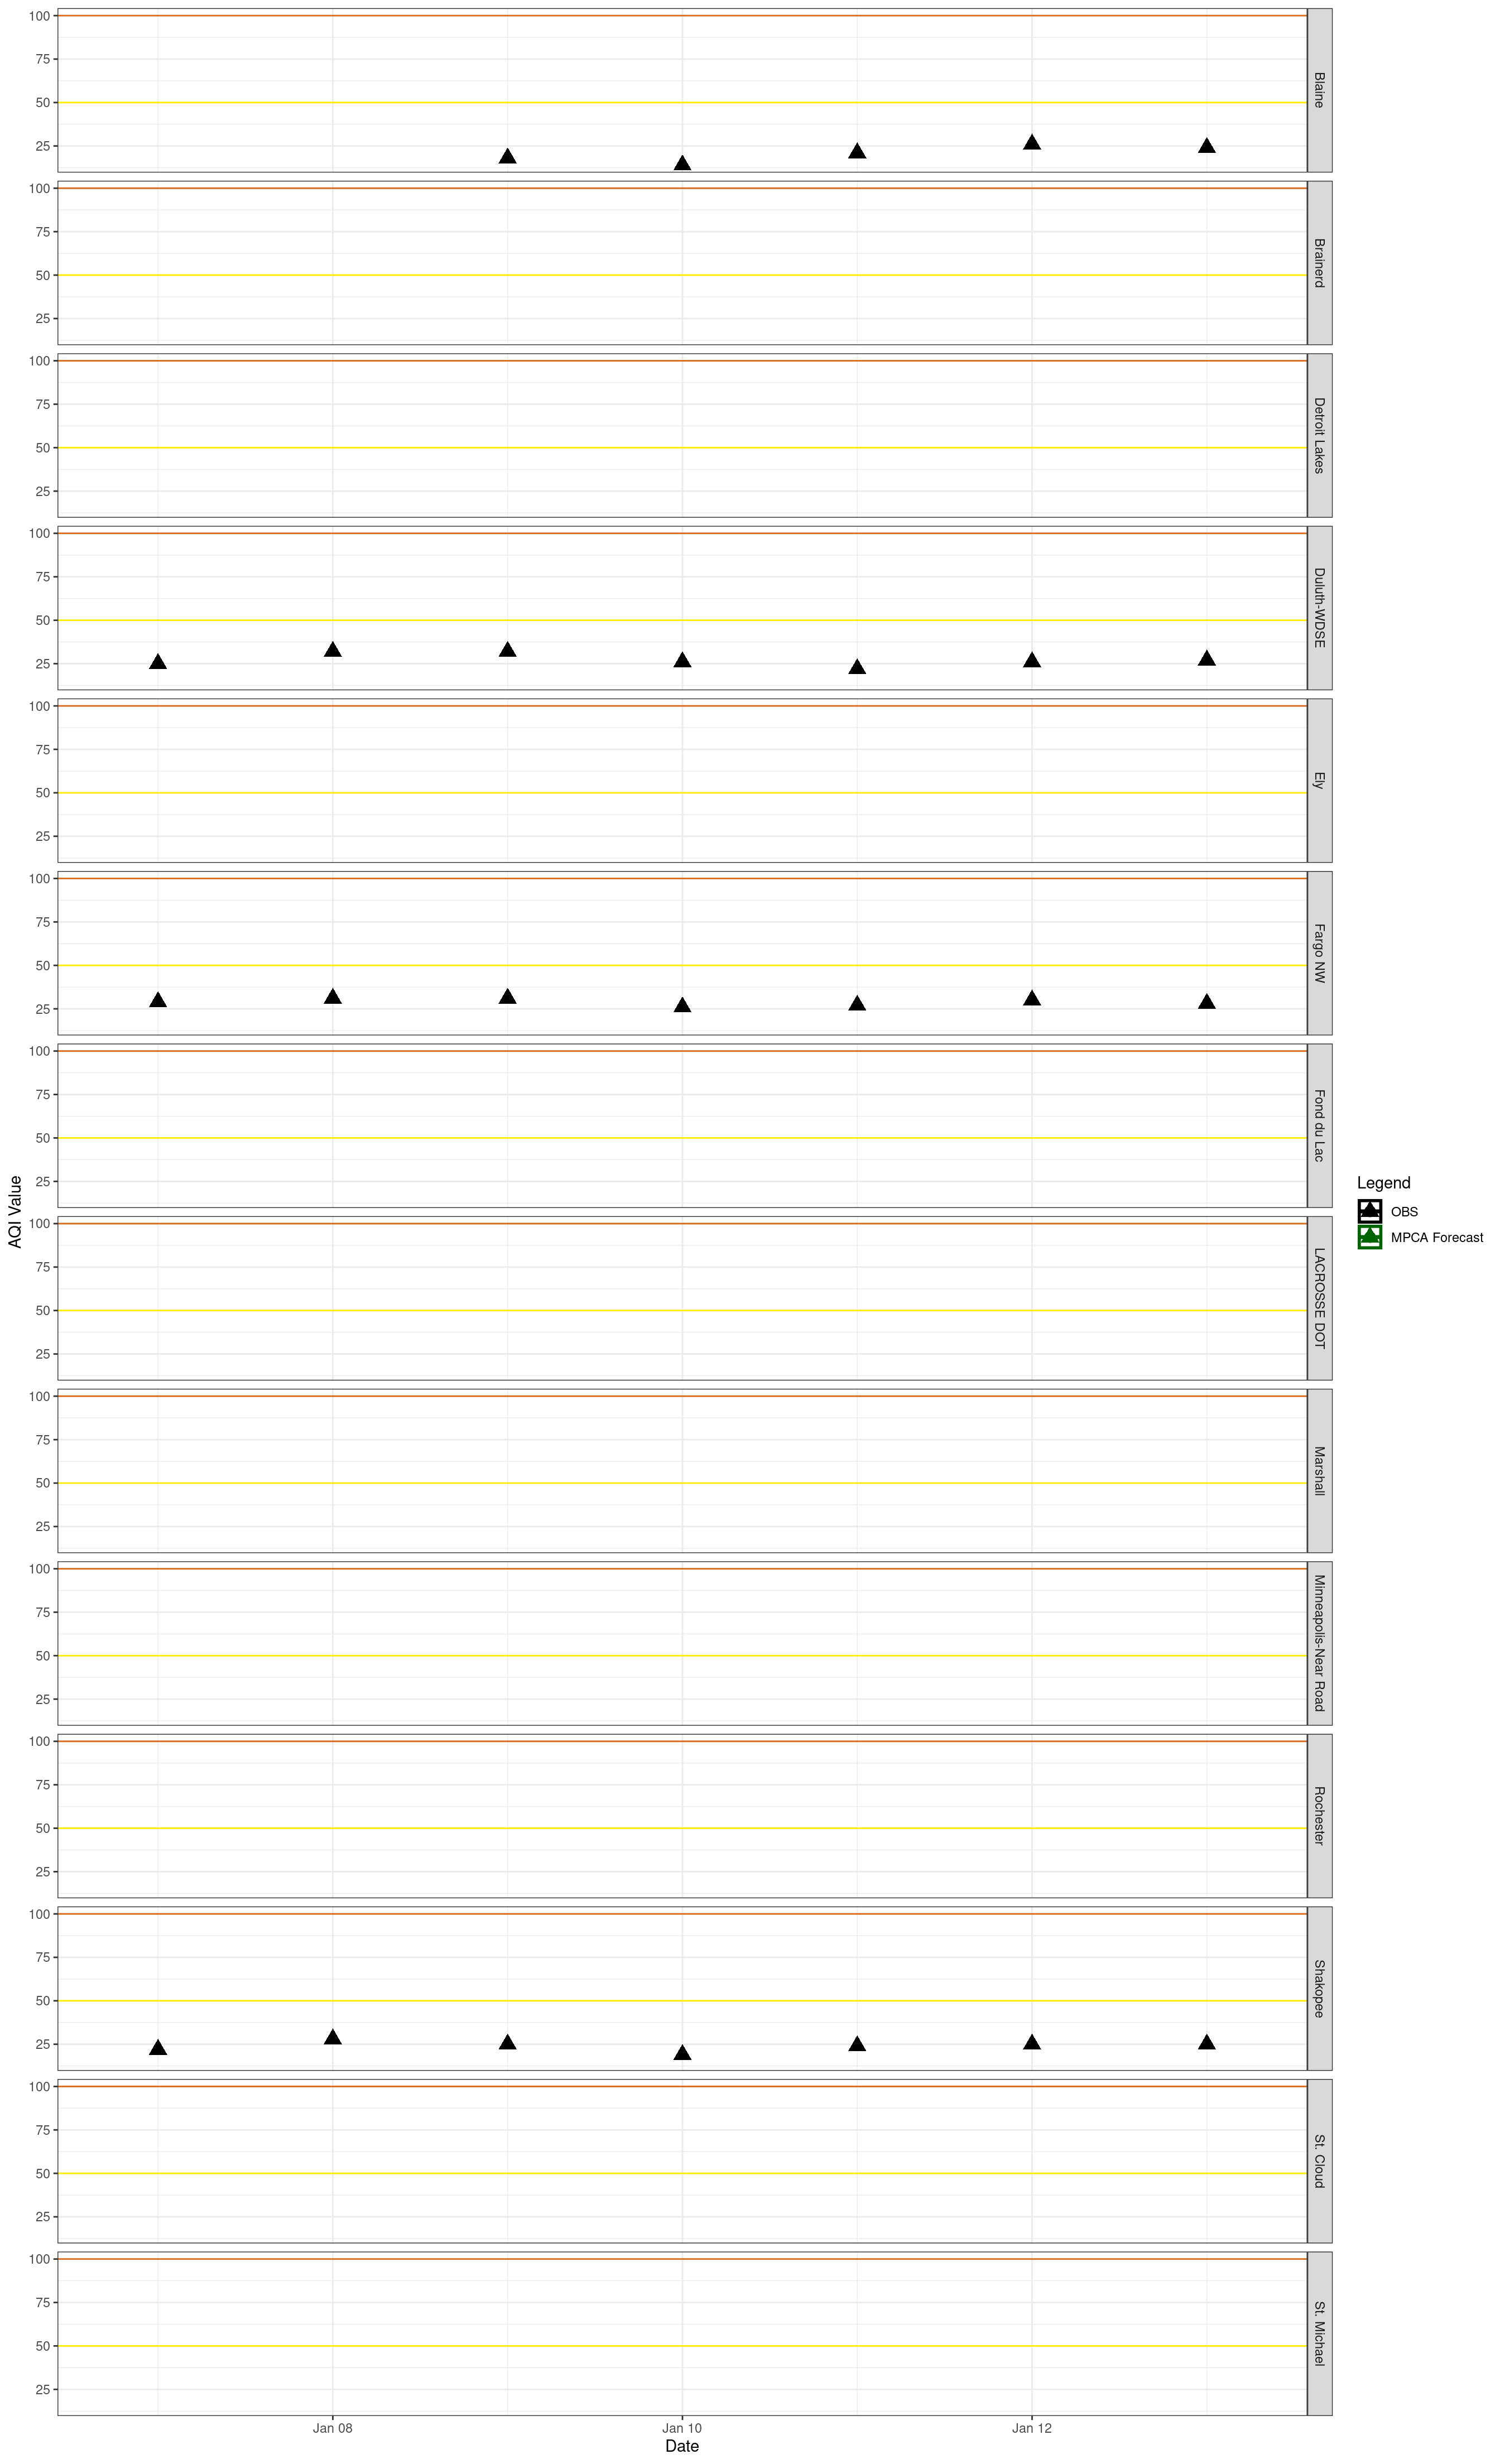 100
75
50
25
Blaine
100
75
50
25
Brainerd
100
75
50
25
Detroit Lakes
100
75
50
25
Duluth-WDSE
100
75
50
25
Ely
100
75
50
25
Fargo NW
100
75
50
25
Fond du Lac
100
75
50
25
LACROSSE DOT
100
75
50
25
Marshall
100
75
50
25
Minneapolis-Near Road
100
75
50
25
Rochester
100
75
50
25
Shakopee
100
75
50
25
St. Cloud
100
75
50
25
St. Michael
Jan 08
Jan 10
Jan 12
Date
AQI Value
Legend
OBS
MPCA Forecast